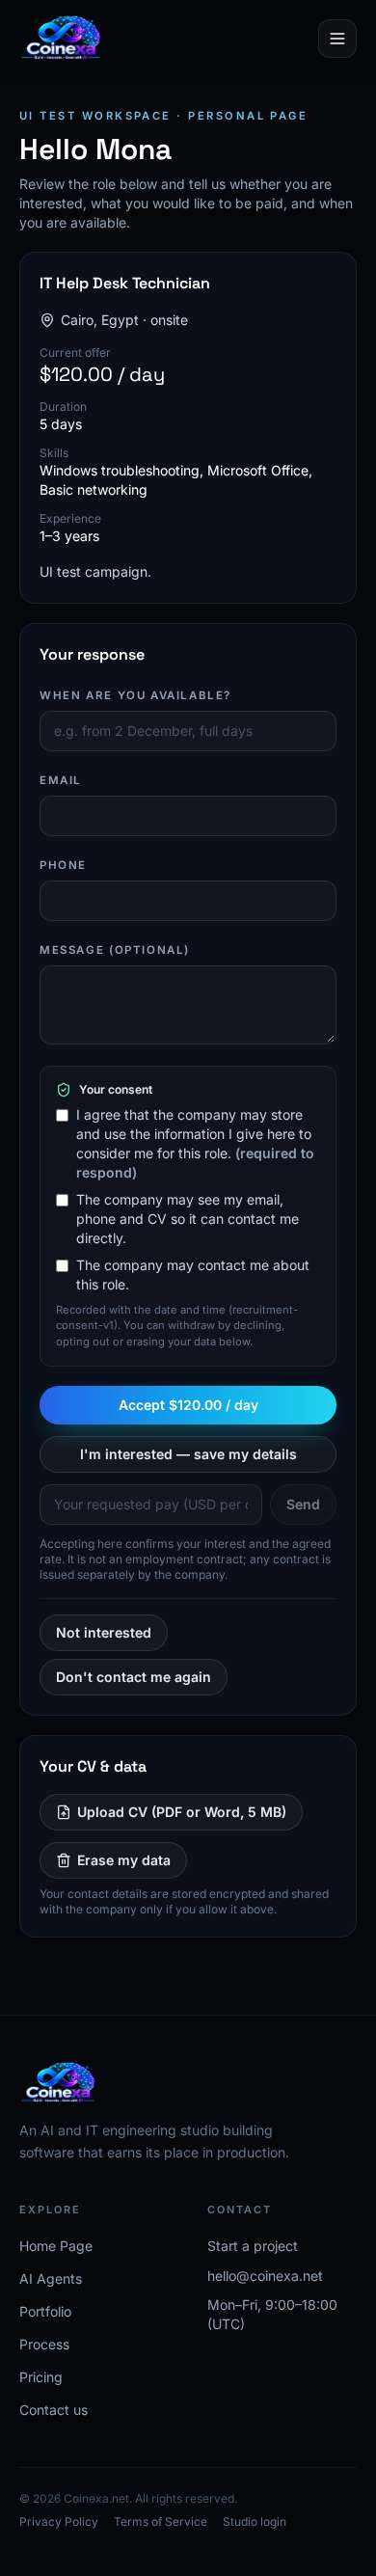 Coinexa
UI TEST WORKSPACE · PERSONAL PAGE
Hello Mona
Review the role below and tell us whether you are
interested, what you would like to be paid, and when
you are available.
IT Help Desk Technician
Cairo, Egypt · onsite
Current offer
$120.00 / day
Duration
5 days
Skills
Windows troubleshooting, Microsoft Office,
Basic networking
Experience
1–3 years
UI test campaign.
Your response
WHEN ARE YOU AVAILABLE?
e.g. from 2 December, full days
EMAIL
PHONE
MESSAGE (OPTIONAL)
Your consent
I agree that the company may store
and use the information I give here to
consider me for this role. (required to
respond)
The company may see my email,
phone and CV so it can contact me
directly.
The company may contact me about
this role.
Recorded with the date and time (recruitment-
consent-v1). You can withdraw by declining,
opting out or erasing your data below.
Accept $120.00 / day
I'm interested — save my details
Your requested pay (USD per
Send
Accepting here confirms your interest and the agreed
rate. It is not an employment contract; any contract is
issued separately by the company.
Not interested
Don't contact me again
Your CV & data
Upload CV (PDF or Word, 5 MB)
Erase my data
Your contact details are stored encrypted and shared
with the company only if you allow it above.
Coinexa
An AI and IT engineering studio building
software that earns its place in production.
EXPLORE
Home Page
AI Agents
Portfolio
Process
Pricing
Contact us
CONTACT
Start a project
hello@coinexa.net
Mon–Fri, 9:00–18:00
(UTC)
© 2026 Coinexa.net. All rights reserved.
Privacy Policy Terms of Service Studio login